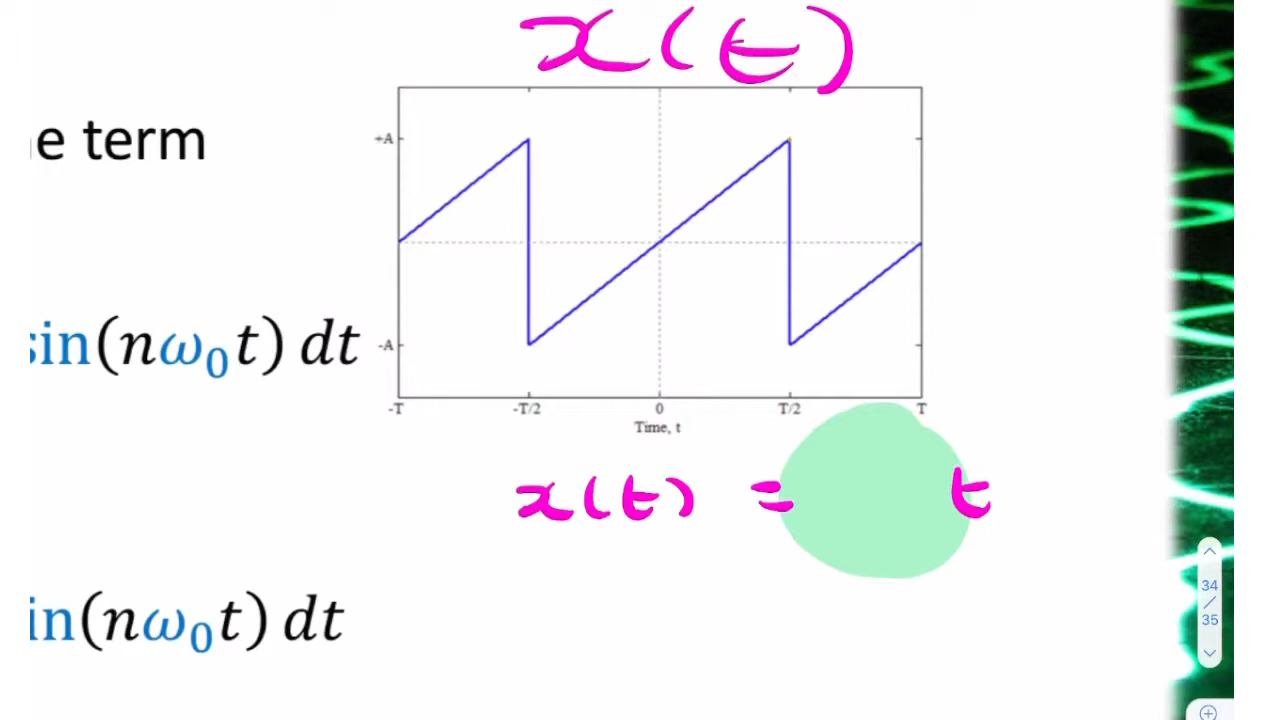 x(t)
e term
+A
sin(nω₀t) dt
-A
-T -T/2 0 T/2 T
Time, t
x(t) = t
in(nω₀t) dt
34
/
35